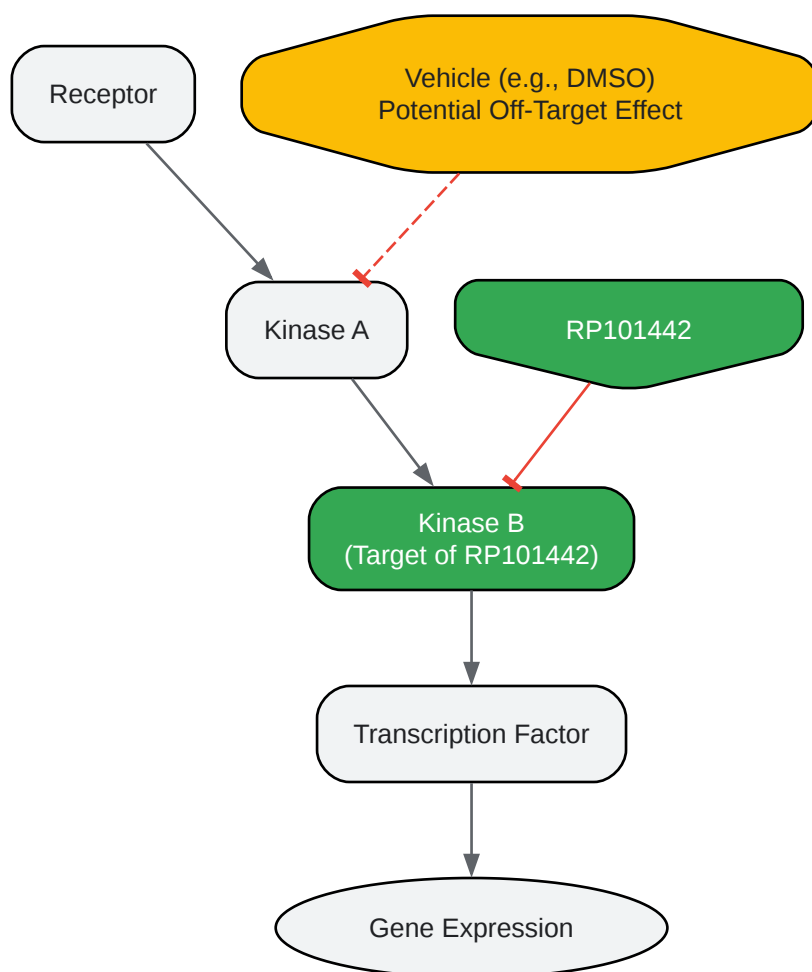 Receptor
Vehicle (e.g., DMSO)
Potential Off-Target Effect
Kinase A
RP101442
Kinase B
(Target of RP101442)
Transcription Factor
Gene Expression